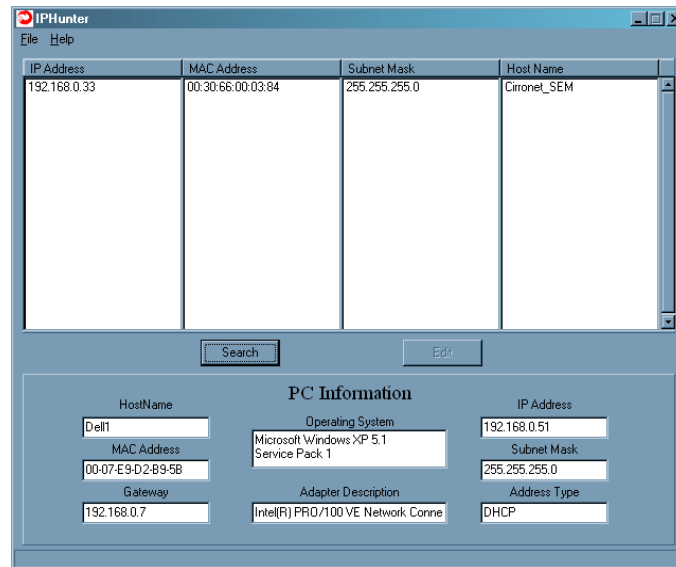 IPHunter
File Help
IP Address MAC Address Subnet Mask Host Name
192.168.0.33 00:30:66:00:03:84 255.255.255.0 Cirronet_SEM
Search Edit
PC Information
HostName
Dell1
MAC Address
00-07-E9-D2-B9-5B
Gateway
192.168.0.7
Operating System
Microsoft Windows XP 5.1
Service Pack 1
Adapter Description
Intel(R) PRO/100 VE Network Conne
IP Address
192.168.0.51
Subnet Mask
255.255.255.0
Address Type
DHCP